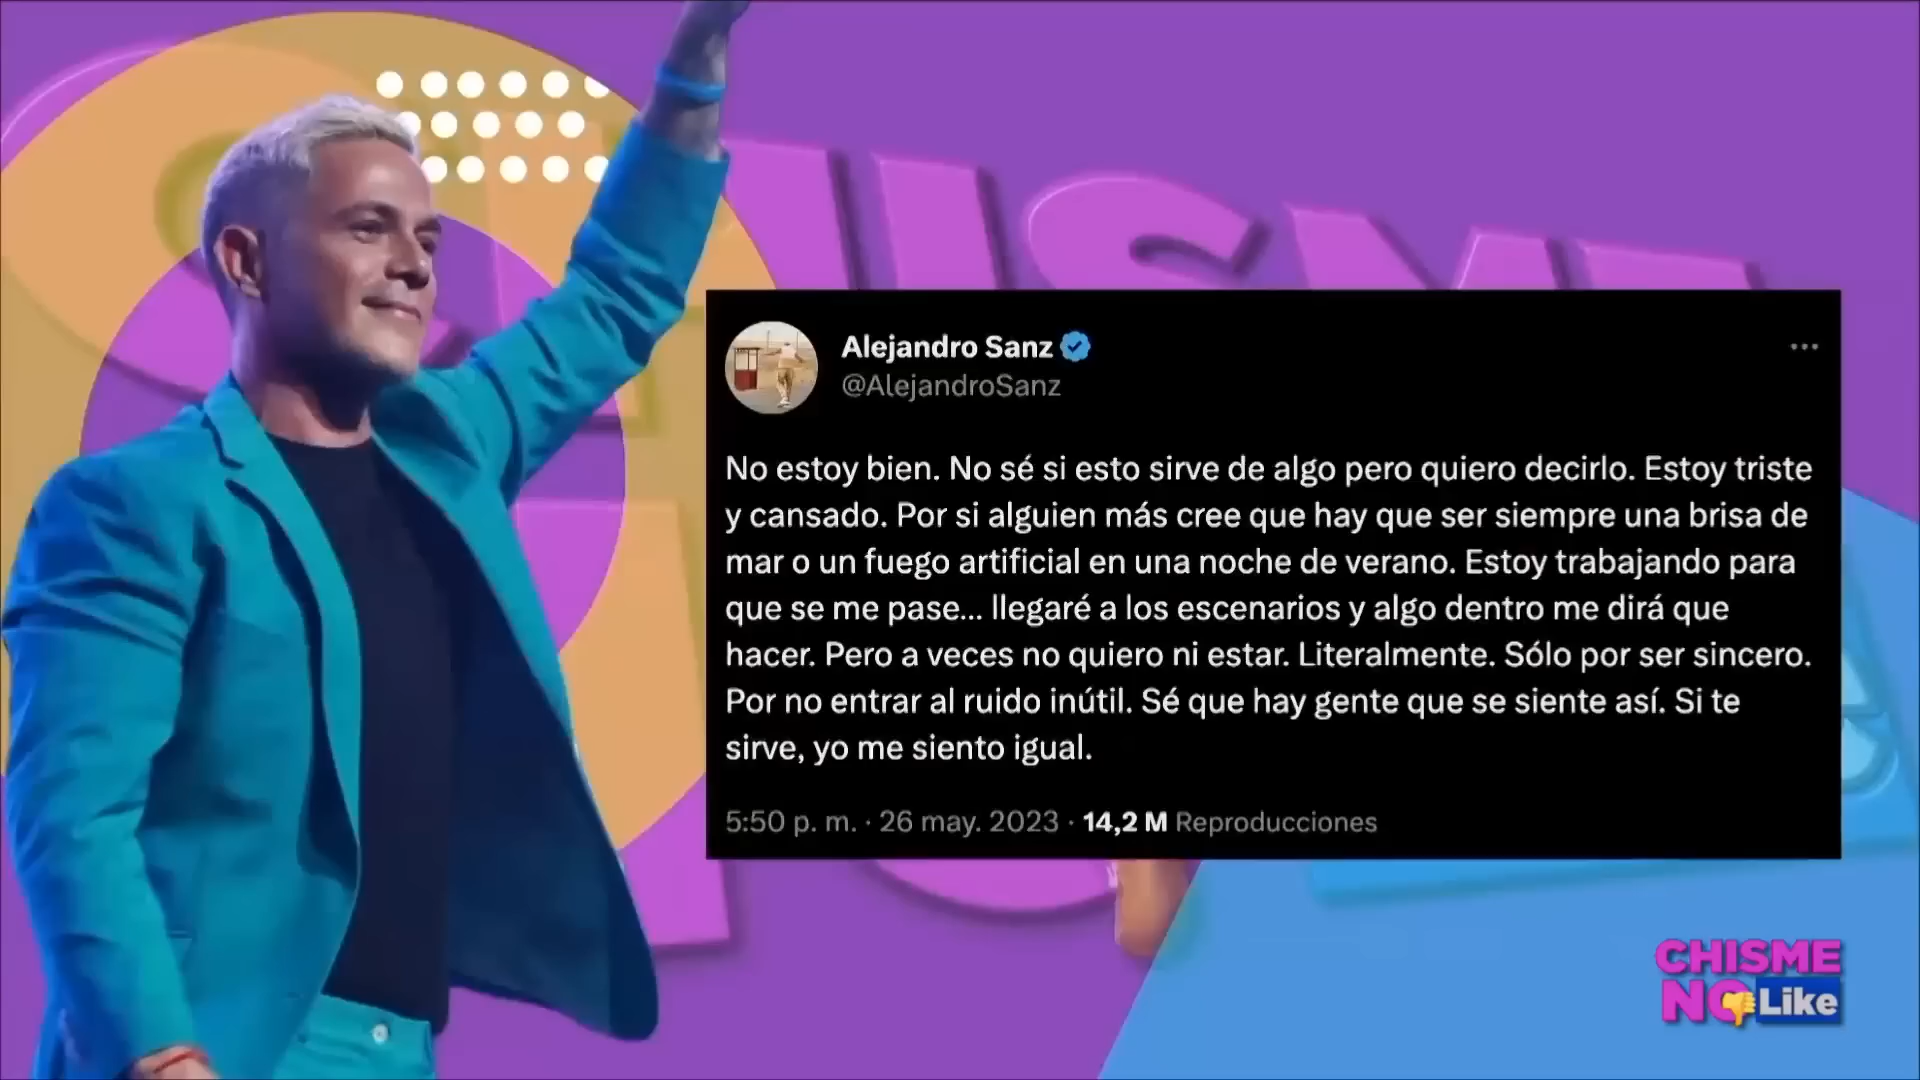 Alejandro Sanz
@AlejandroSanz
No estoy bien. No sé si esto sirve de algo pero quiero decirlo. Estoy triste
y cansado. Por si alguien más cree que hay que ser siempre una brisa de
mar o un fuego artificial en una noche de verano. Estoy trabajando para
que se me pase... llegaré a los escenarios y algo dentro me dirá que
hacer. Pero a veces no quiero ni estar. Literalmente. Sólo por ser sincero.
Por no entrar al ruido inútil. Sé que hay gente que se siente así. Si te
sirve, yo me siento igual.
5:50 p. m. · 26 may. 2023 · 14,2 M Reproducciones
CHISME
NO Like